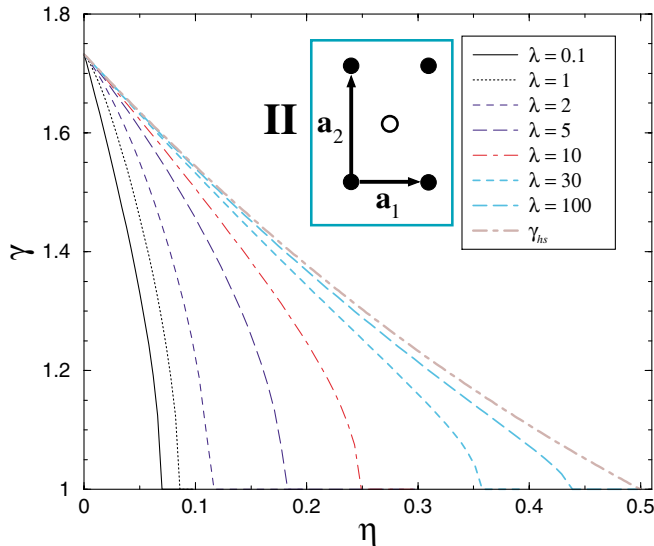 1.8
1.6
1.4
1.2
1
γ
0
0.1
0.2
0.3
0.4
0.5
η
II
a₂
a₁
λ = 0.1
λ = 1
λ = 2
λ = 5
λ = 10
λ = 30
λ = 100
γₕₛ